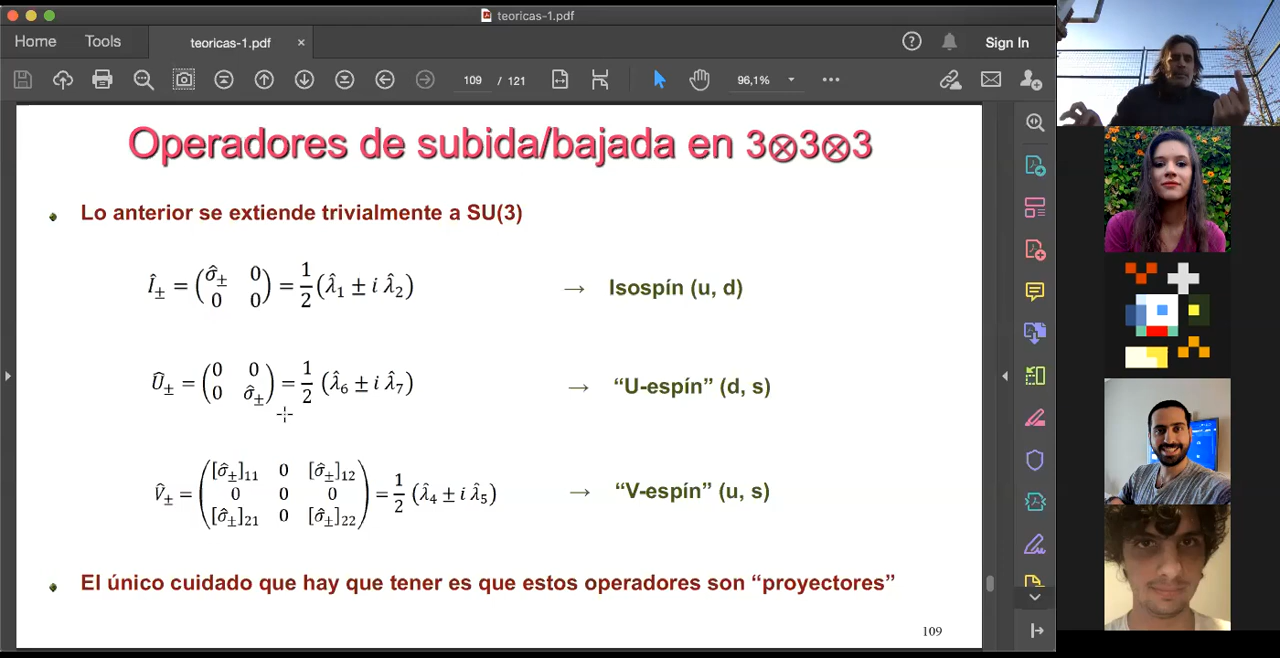 teoricas-1.pdf
Home Tools teoricas-1.pdf × Sign In
109 / 121 96,1%
Operadores de subida/bajada en 3⊗3⊗3
Lo anterior se extiende trivialmente a SU(3)
Î± = (σ̂± 0 ; 0 0) = 1/2 (λ̂1 ± i λ̂2) → Isospín (u, d)
Û± = (0 0 ; 0 σ̂±) = 1/2 (λ̂6 ± i λ̂7) → “U-espín” (d, s)
V̂± = ([σ̂±]11 0 [σ̂±]12 ; 0 0 0 ; [σ̂±]21 0 [σ̂±]22) = 1/2 (λ̂4 ± i λ̂5) → “V-espín” (u, s)
El único cuidado que hay que tener es que estos operadores son “proyectores”
109